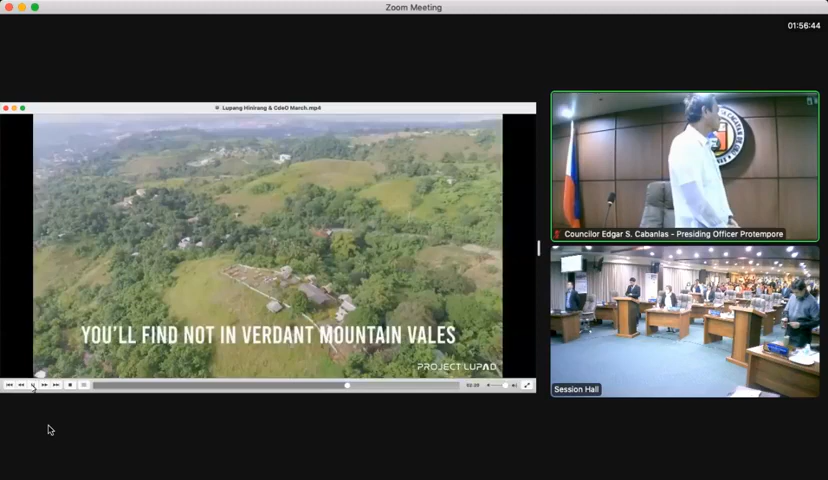 Zoom Meeting
01:56:44
Lupang Hinirang & CdeO March.mp4
YOU'LL FIND NOT IN VERDANT MOUNTAIN VALES
PROJECT LUPAD
Councilor Edgar S. Cabanlas - Presiding Officer Protempore
Session Hall